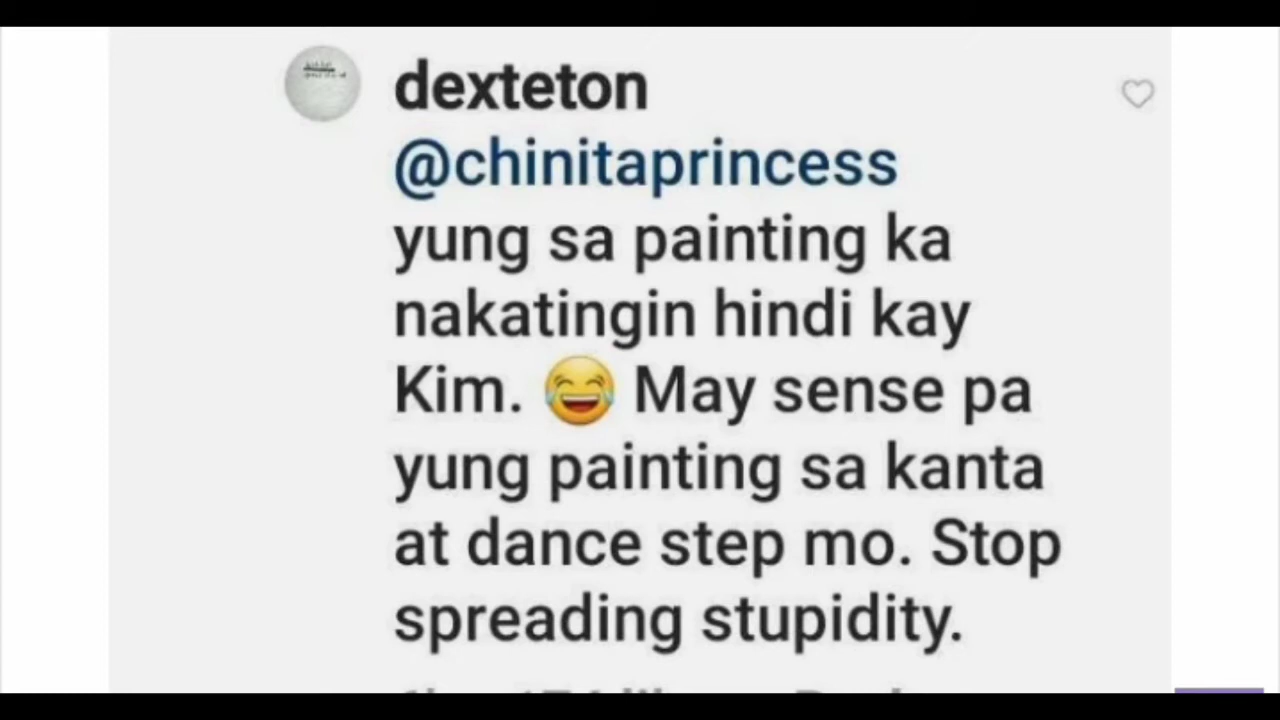 dexteton
@chinitaprincess
yung sa painting ka
nakatingin hindi kay
Kim. 😂 May sense pa
yung painting sa kanta
at dance step mo. Stop
spreading stupidity.